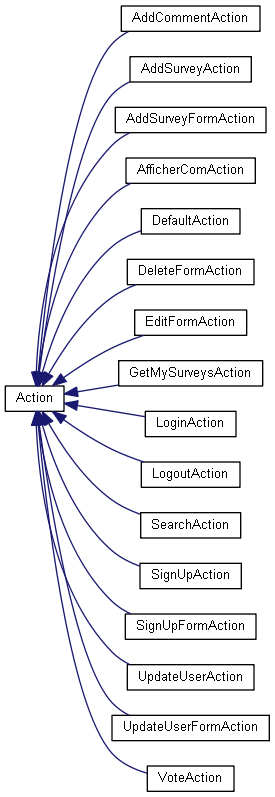 AddCommentAction
AddSurveyAction
AddSurveyFormAction
AfficherComAction
DefaultAction
DeleteFormAction
EditFormAction
GetMySurveysAction
Action
LoginAction
LogoutAction
SearchAction
SignUpAction
SignUpFormAction
UpdateUserAction
UpdateUserFormAction
VoteAction